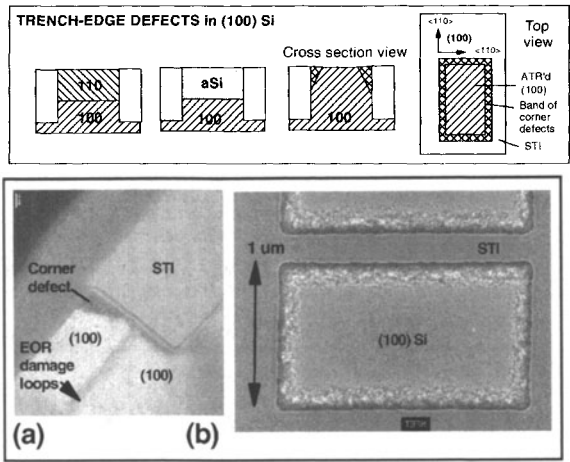 TRENCH-EDGE DEFECTS in (100) Si
Cross section view
110
100
aSi
100
100
<110>
(100)
<110>
Top
view
ATR'd
(100)
Band of
corner
defects
STI
Corner
defect
STI
(100)
EOR
damage
loops
(100)
(a)
1 um
STI
(100) Si
(b)